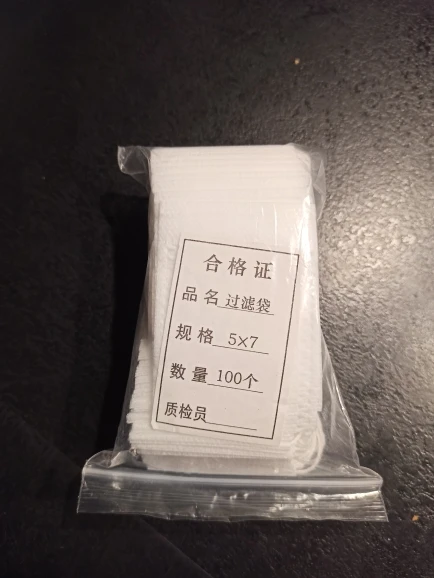 合格证
品名 过滤袋
规格 5×7
数量 100个
质检员